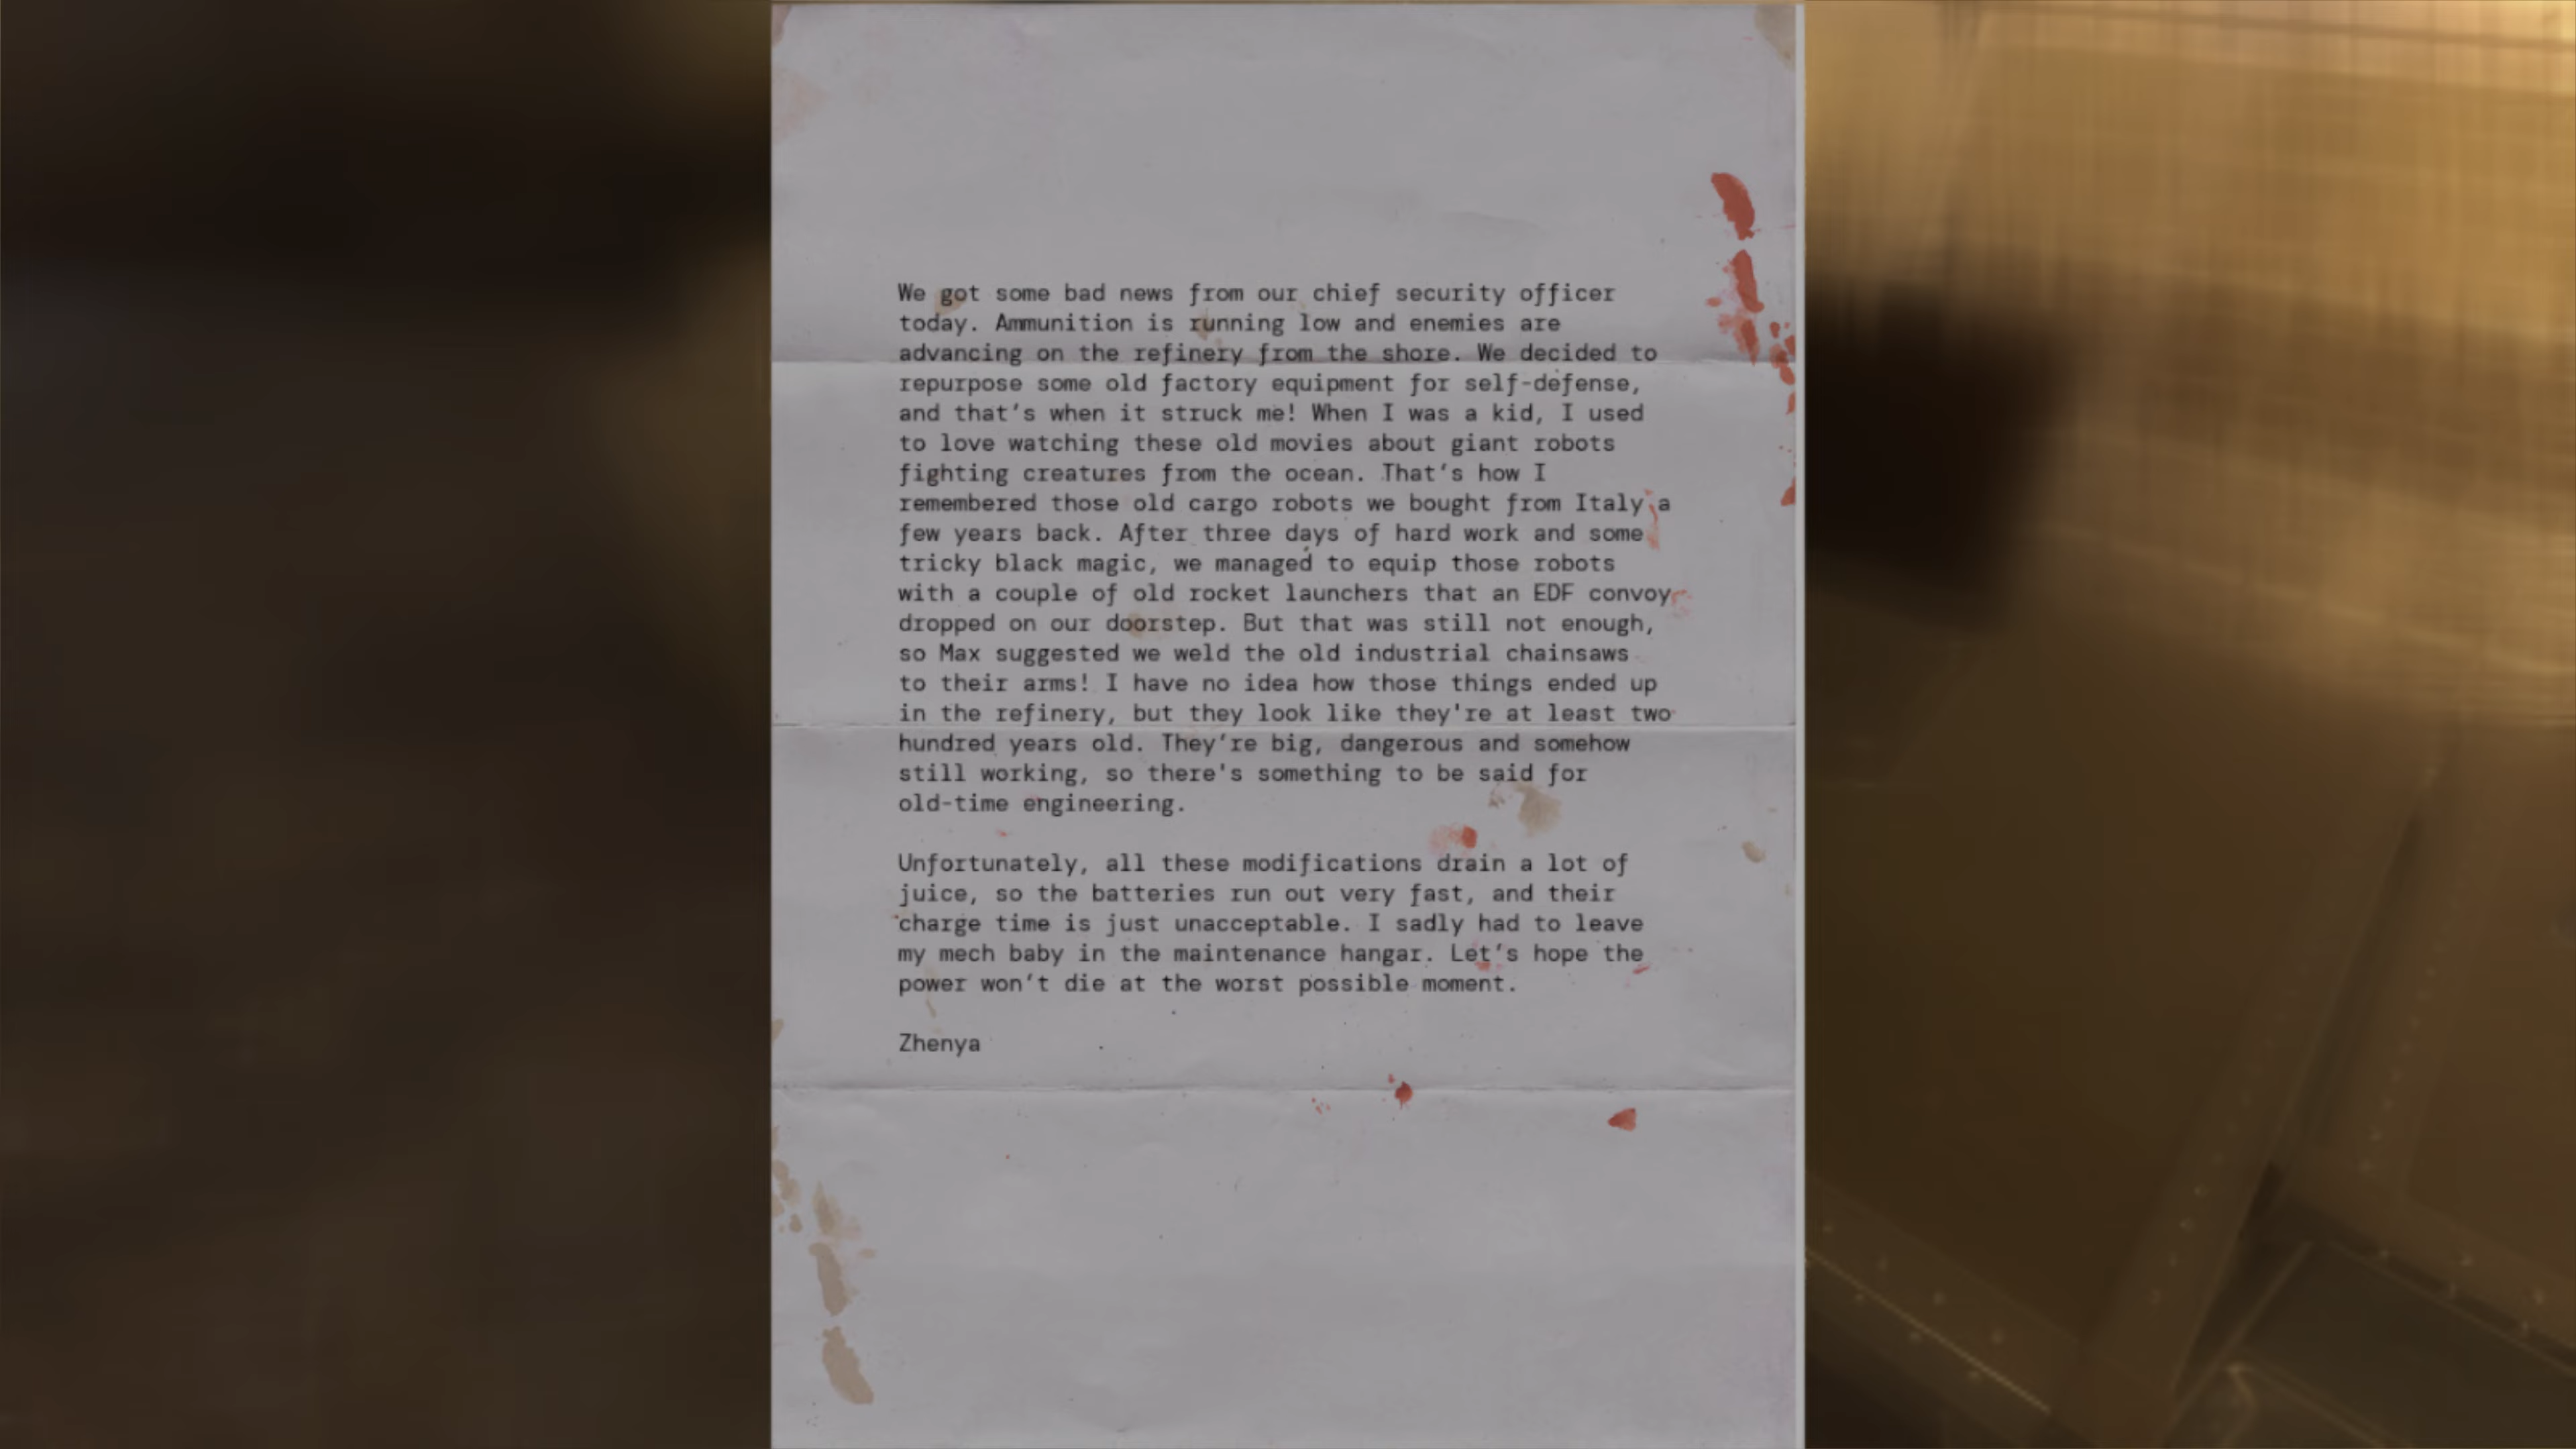 We got some bad news from our chief security officer
today. Ammunition is running low and enemies are
advancing on the refinery from the shore. We decided to
repurpose some old factory equipment for self-defense,
and that’s when it struck me! When I was a kid, I used
to love watching these old movies about giant robots
fighting creatures from the ocean. That’s how I
remembered those old cargo robots we bought from Italy a
few years back. After three days of hard work and some
tricky black magic, we managed to equip those robots
with a couple of old rocket launchers that an EDF convoy
dropped on our doorstep. But that was still not enough,
so Max suggested we weld the old industrial chainsaws
to their arms! I have no idea how those things ended up
in the refinery, but they look like they're at least two
hundred years old. They’re big, dangerous and somehow
still working, so there's something to be said for
old-time engineering.
Unfortunately, all these modifications drain a lot of
juice, so the batteries run out very fast, and their
charge time is just unacceptable. I sadly had to leave
my mech baby in the maintenance hangar. Let’s hope the
power won’t die at the worst possible moment.
Zhenya